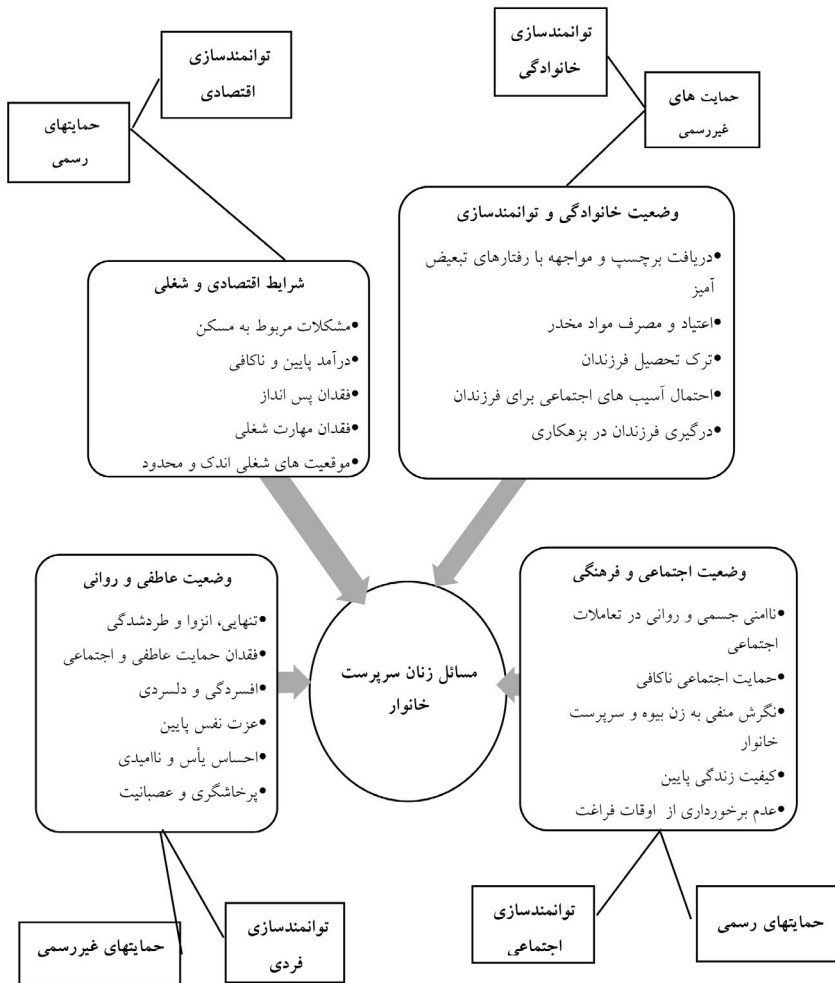 توانمندسازی
خانوادگی
حمایت های
غیررسمی
توانمندسازی
اقتصادی
حمایتهای
رسمی
وضعیت خانوادگی و توانمندسازی
•دریافت برچسپ و مواجهه با رفتارهای تبعیض
آمیز
•اعتیاد و مصرف مواد مخدر
•ترک تحصیل فرزندان
•احتمال آسیب های اجتماعی برای فرزندان
•درگیری فرزندان در بزهکاری
شرایط اقتصادی و شغلی
•مشکلات مربوط به مسکن
•درآمد پایین و ناکافی
•فقدان پس انداز
•فقدان مهارت شغلی
•موقعیت های شغلی اندک و محدود
مسائل زنان سرپرست
خانوار
وضعیت اجتماعی و فرهنگی
•ناامنی جسمی و روانی در تعاملات
اجتماعی
•حمایت اجتماعی ناکافی
•نگرش منفی به زن بیوه و سرپرست
خانوار
•کیفیت زندگی پایین
•عدم برخورداری از اوقات فراغت
وضعیت عاطفی و روانی
•تنهایی، انزوا و طردشدگی
•فقدان حمایت عاطفی و اجتماعی
•افسردگی و دلسردی
•عزت نفس پایین
•احساس یأس و ناامیدی
•پرخاشگری و عصبانیت
حمایتهای رسمی
توانمندسازی
اجتماعی
توانمندسازی
فردی
حمایتهای غیررسمی